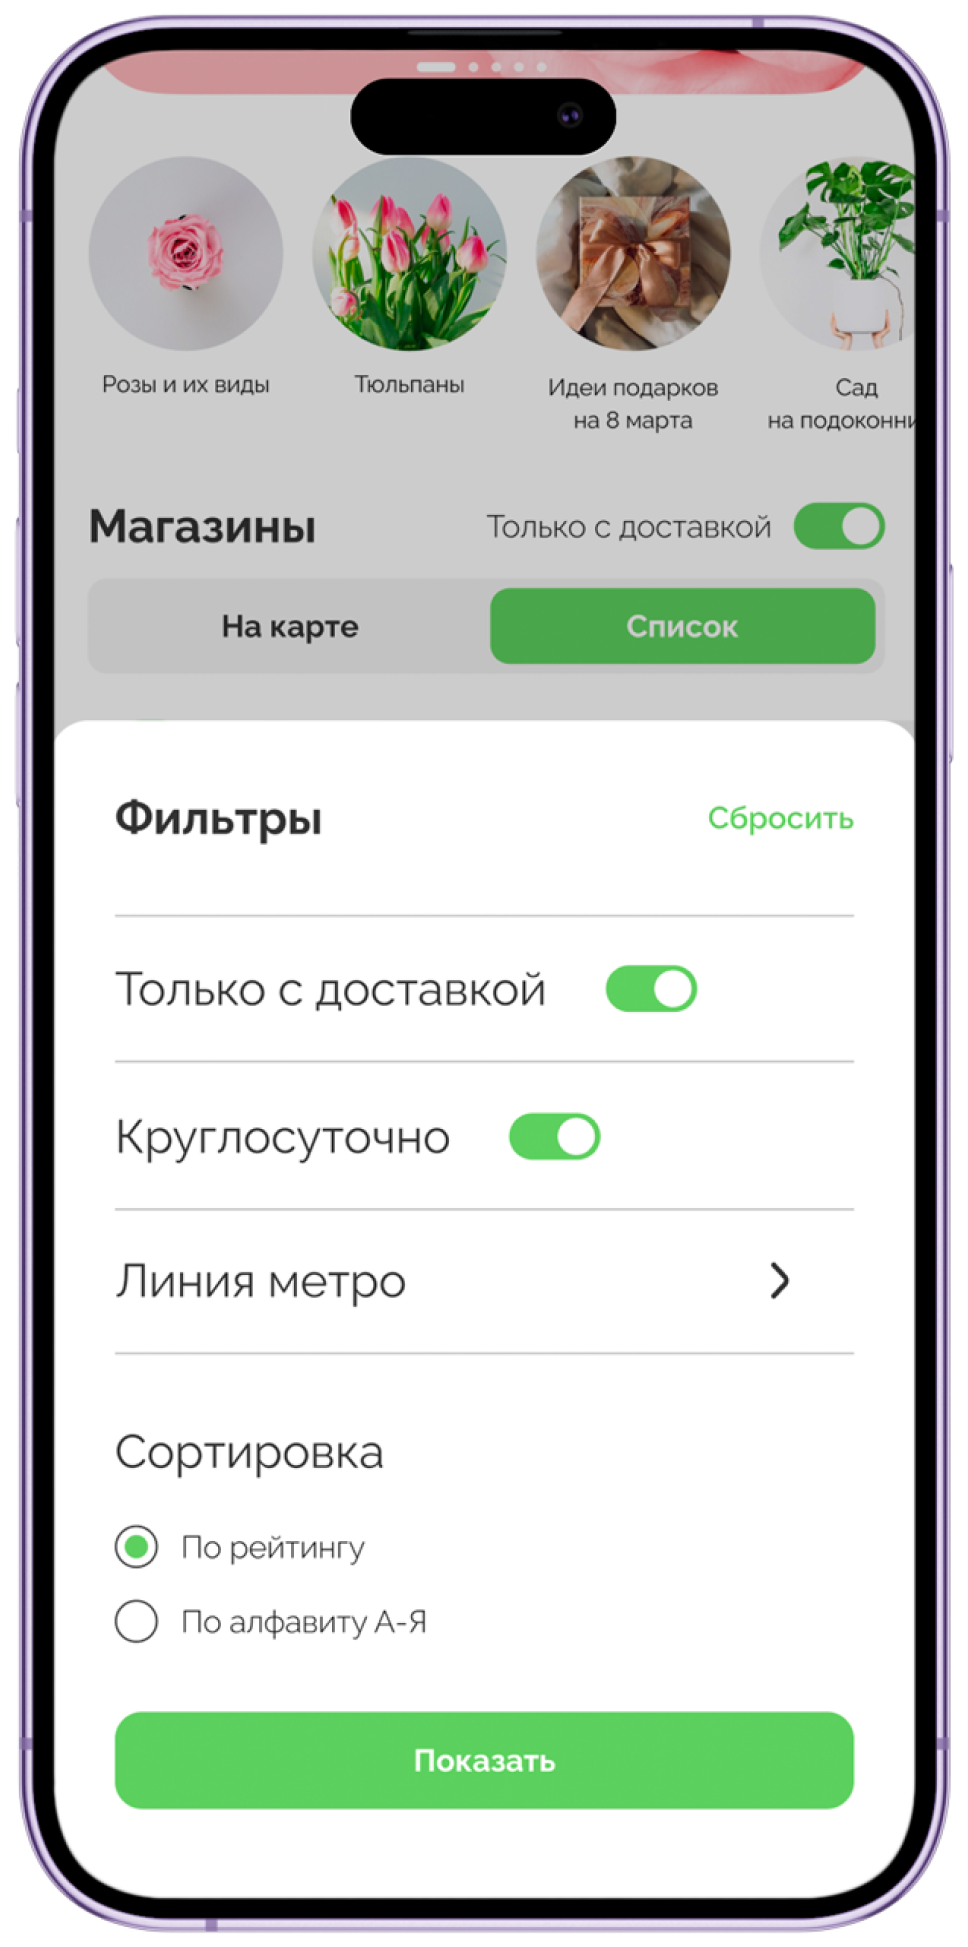 Розы и их виды
Тюльпаны
Идеи подарков
на 8 марта
Сад
на подоконни
Магазины
Только с доставкой
На карте
Список
Фильтры
Сбросить
Только с доставкой
Круглосуточно
Линия метро
Сортировка
По рейтингу
По алфавиту А-Я
Показать